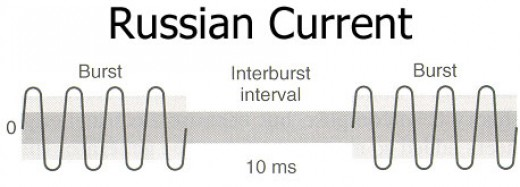 Russian Current
Burst
Interburst
interval
Burst
0
10 ms